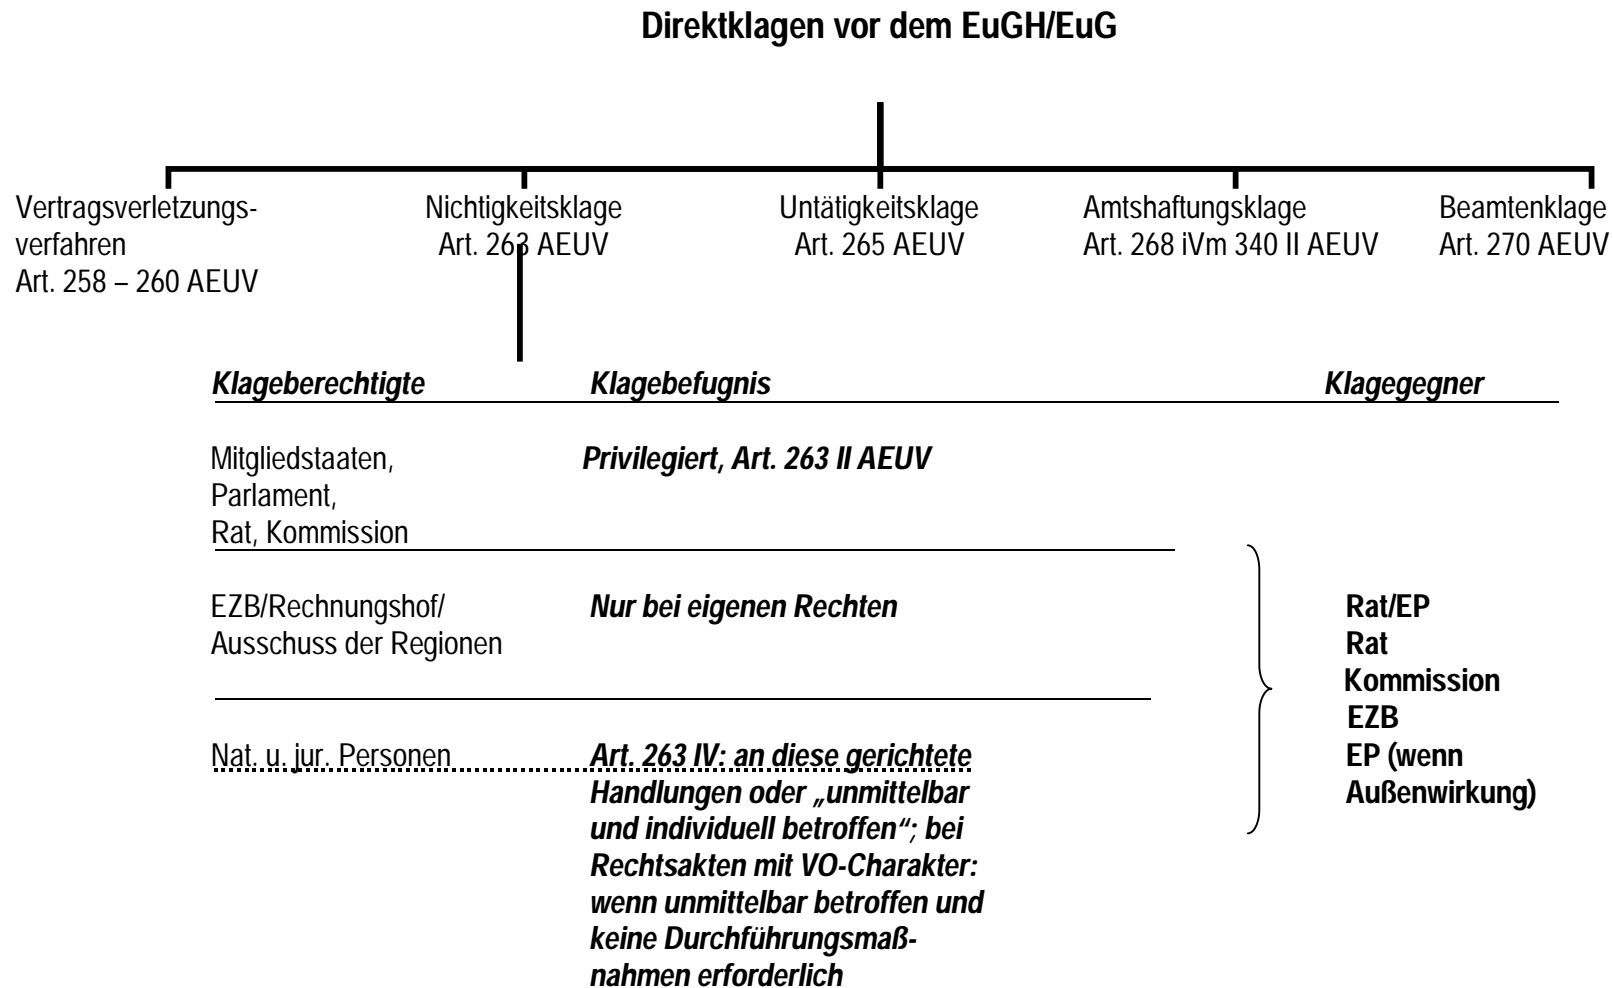 Direktklagen vor dem EuGH/EuG
Vertragsverletzungs-
verfahren
Art. 258 – 260 AEUV
Nichtigkeitsklage
Art. 263 AEUV
Untätigkeitsklage
Art. 265 AEUV
Amtshaftungsklage
Art. 268 iVm 340 II AEUV
Beamtenklage
Art. 270 AEUV
Klageberechtigte
Klagebefugnis
Klagegegner
Mitgliedstaaten,
Parlament,
Rat, Kommission
Privilegiert, Art. 263 II AEUV
EZB/Rechnungshof/
Ausschuss der Regionen
Nur bei eigenen Rechten
Nat. u. jur. Personen
Art. 263 IV: an diese gerichtete
Handlungen oder „unmittelbar
und individuell betroffen“; bei
Rechtsakten mit VO-Charakter:
wenn unmittelbar betroffen und
keine Durchführungsmaß-
nahmen erforderlich
Rat/EP
Rat
Kommission
EZB
EP (wenn
Außenwirkung)